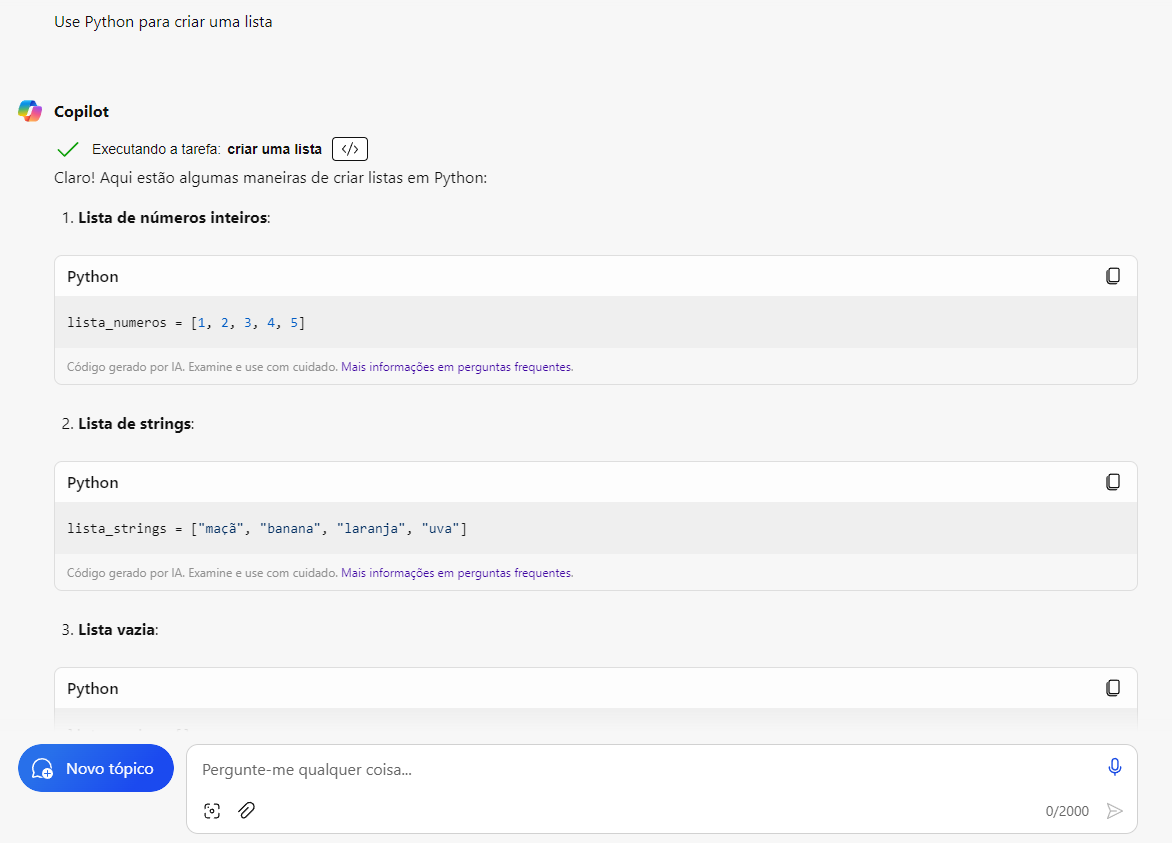 Use Python para criar uma lista
Copilot
Executando a tarefa: criar uma lista </>
Claro! Aqui estão algumas maneiras de criar listas em Python:
1. Lista de números inteiros:
Python
lista_numeros = [1, 2, 3, 4, 5]
Código gerado por IA. Examine e use com cuidado. Mais informações em perguntas frequentes.
2. Lista de strings:
Python
lista_strings = ["maçã", "banana", "laranja", "uva"]
Código gerado por IA. Examine e use com cuidado. Mais informações em perguntas frequentes.
3. Lista vazia:
Python
Novo tópico
Pergunte-me qualquer coisa...
0/2000